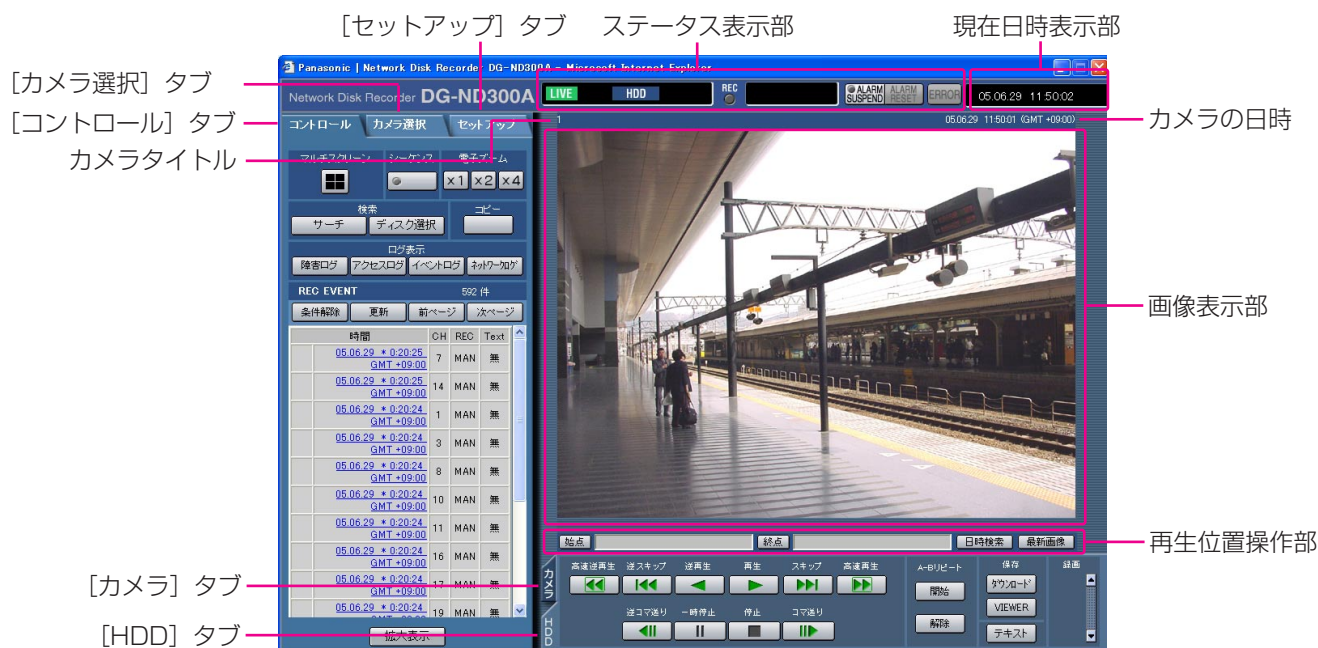 ［セットアップ］タブ
ステータス表示部
現在日時表示部
［カメラ選択］タブ
［コントロール］タブ
カメラタイトル
カメラの日時
画像表示部
再生位置操作部
［カメラ］タブ
［HDD］タブ
Panasonic | Network Disk Recorder DG-ND300A - Microsoft Internet Explorer
Network Disk Recorder DG-ND300A
LIVE
HDD
REC
ALARM SUSPEND
ALARM RESET
ERROR
05.06.29 11:50:02
コントロール
カメラ選択
セットアップ
1
05.06.29 11:50:01 (GMT +09:00)
マルチスクリーン
シーケンス
電子ズーム
x1
x2
x4
検索
コピー
サーチ
ディスク選択
ログ表示
障害ログ
アクセスログ
イベントログ
ネットワークログ
REC EVENT
592 件
条件解除
更新
前ページ
次ページ
時間 CH REC Text
05.06.29 * 0:20:25 GMT +09:00 7 MAN 無
05.06.29 * 0:20:25 GMT +09:00 14 MAN 無
05.06.29 * 0:20:24 GMT +09:00 1 MAN 無
05.06.29 * 0:20:24 GMT +09:00 3 MAN 無
05.06.29 * 0:20:24 GMT +09:00 8 MAN 無
05.06.29 * 0:20:24 GMT +09:00 10 MAN 無
05.06.29 * 0:20:24 GMT +09:00 11 MAN 無
05.06.29 * 0:20:24 GMT +09:00 16 MAN 無
05.06.29 * 0:20:24 GMT +09:00 17 MAN 無
05.06.29 * 0:20:24 19 MAN 無
拡大表示
始点
終点
日時検索
最新画像
カメラ
HDD
高速逆再生
逆スキップ
逆再生
再生
スキップ
高速再生
逆コマ送り
一時停止
停止
コマ送り
A-Bリピート
開始
解除
保存
ダウンロード
VIEWER
テキスト
録画